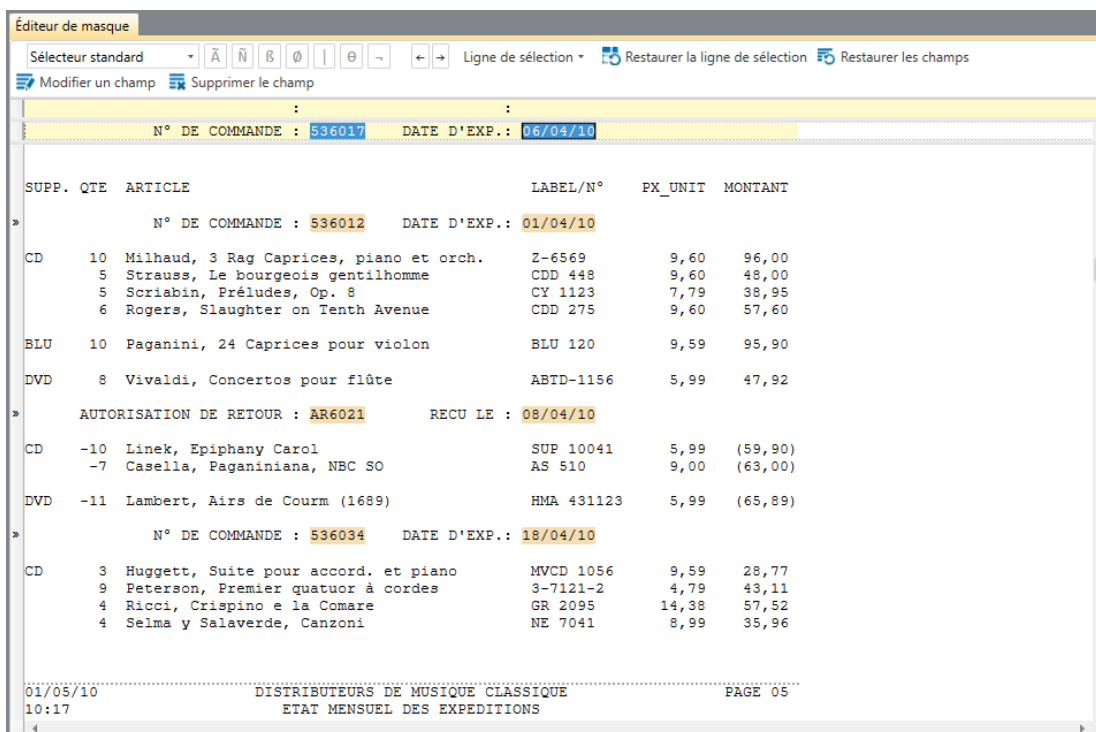 Éditeur de masque
Sélecteur standard Ã Ñ ß Ø | θ ¬ ← → Ligne de sélection Restaurer la ligne de sélection Restaurer les champs
Modifier un champ Supprimer le champ
: :
N° DE COMMANDE : 536017 DATE D'EXP.: 06/04/10
SUPP. QTE ARTICLE LABEL/N° PX_UNIT MONTANT
» N° DE COMMANDE : 536012 DATE D'EXP.: 01/04/10
CD 10 Milhaud, 3 Rag Caprices, piano et orch. Z-6569 9,60 96,00
5 Strauss, Le bourgeois gentilhomme CDD 448 9,60 48,00
5 Scriabin, Préludes, Op. 8 CY 1123 7,79 38,95
6 Rogers, Slaughter on Tenth Avenue CDD 275 9,60 57,60
BLU 10 Paganini, 24 Caprices pour violon BLU 120 9,59 95,90
DVD 8 Vivaldi, Concertos pour flûte ABTD-1156 5,99 47,92
» AUTORISATION DE RETOUR : AR6021 RECU LE : 08/04/10
CD -10 Linek, Epiphany Carol SUP 10041 5,99 (59,90)
-7 Casella, Paganiniana, NBC SO AS 510 9,00 (63,00)
DVD -11 Lambert, Airs de Courm (1689) HMA 431123 5,99 (65,89)
» N° DE COMMANDE : 536034 DATE D'EXP.: 18/04/10
CD 3 Huggett, Suite pour accord. et piano MVCD 1056 9,59 28,77
9 Peterson, Premier quatuor à cordes 3-7121-2 4,79 43,11
4 Ricci, Crispino e la Comare GR 2095 14,38 57,52
4 Selma y Salaverde, Canzoni NE 7041 8,99 35,96
01/05/10 DISTRIBUTEURS DE MUSIQUE CLASSIQUE PAGE 05
10:17 ETAT MENSUEL DES EXPEDITIONS